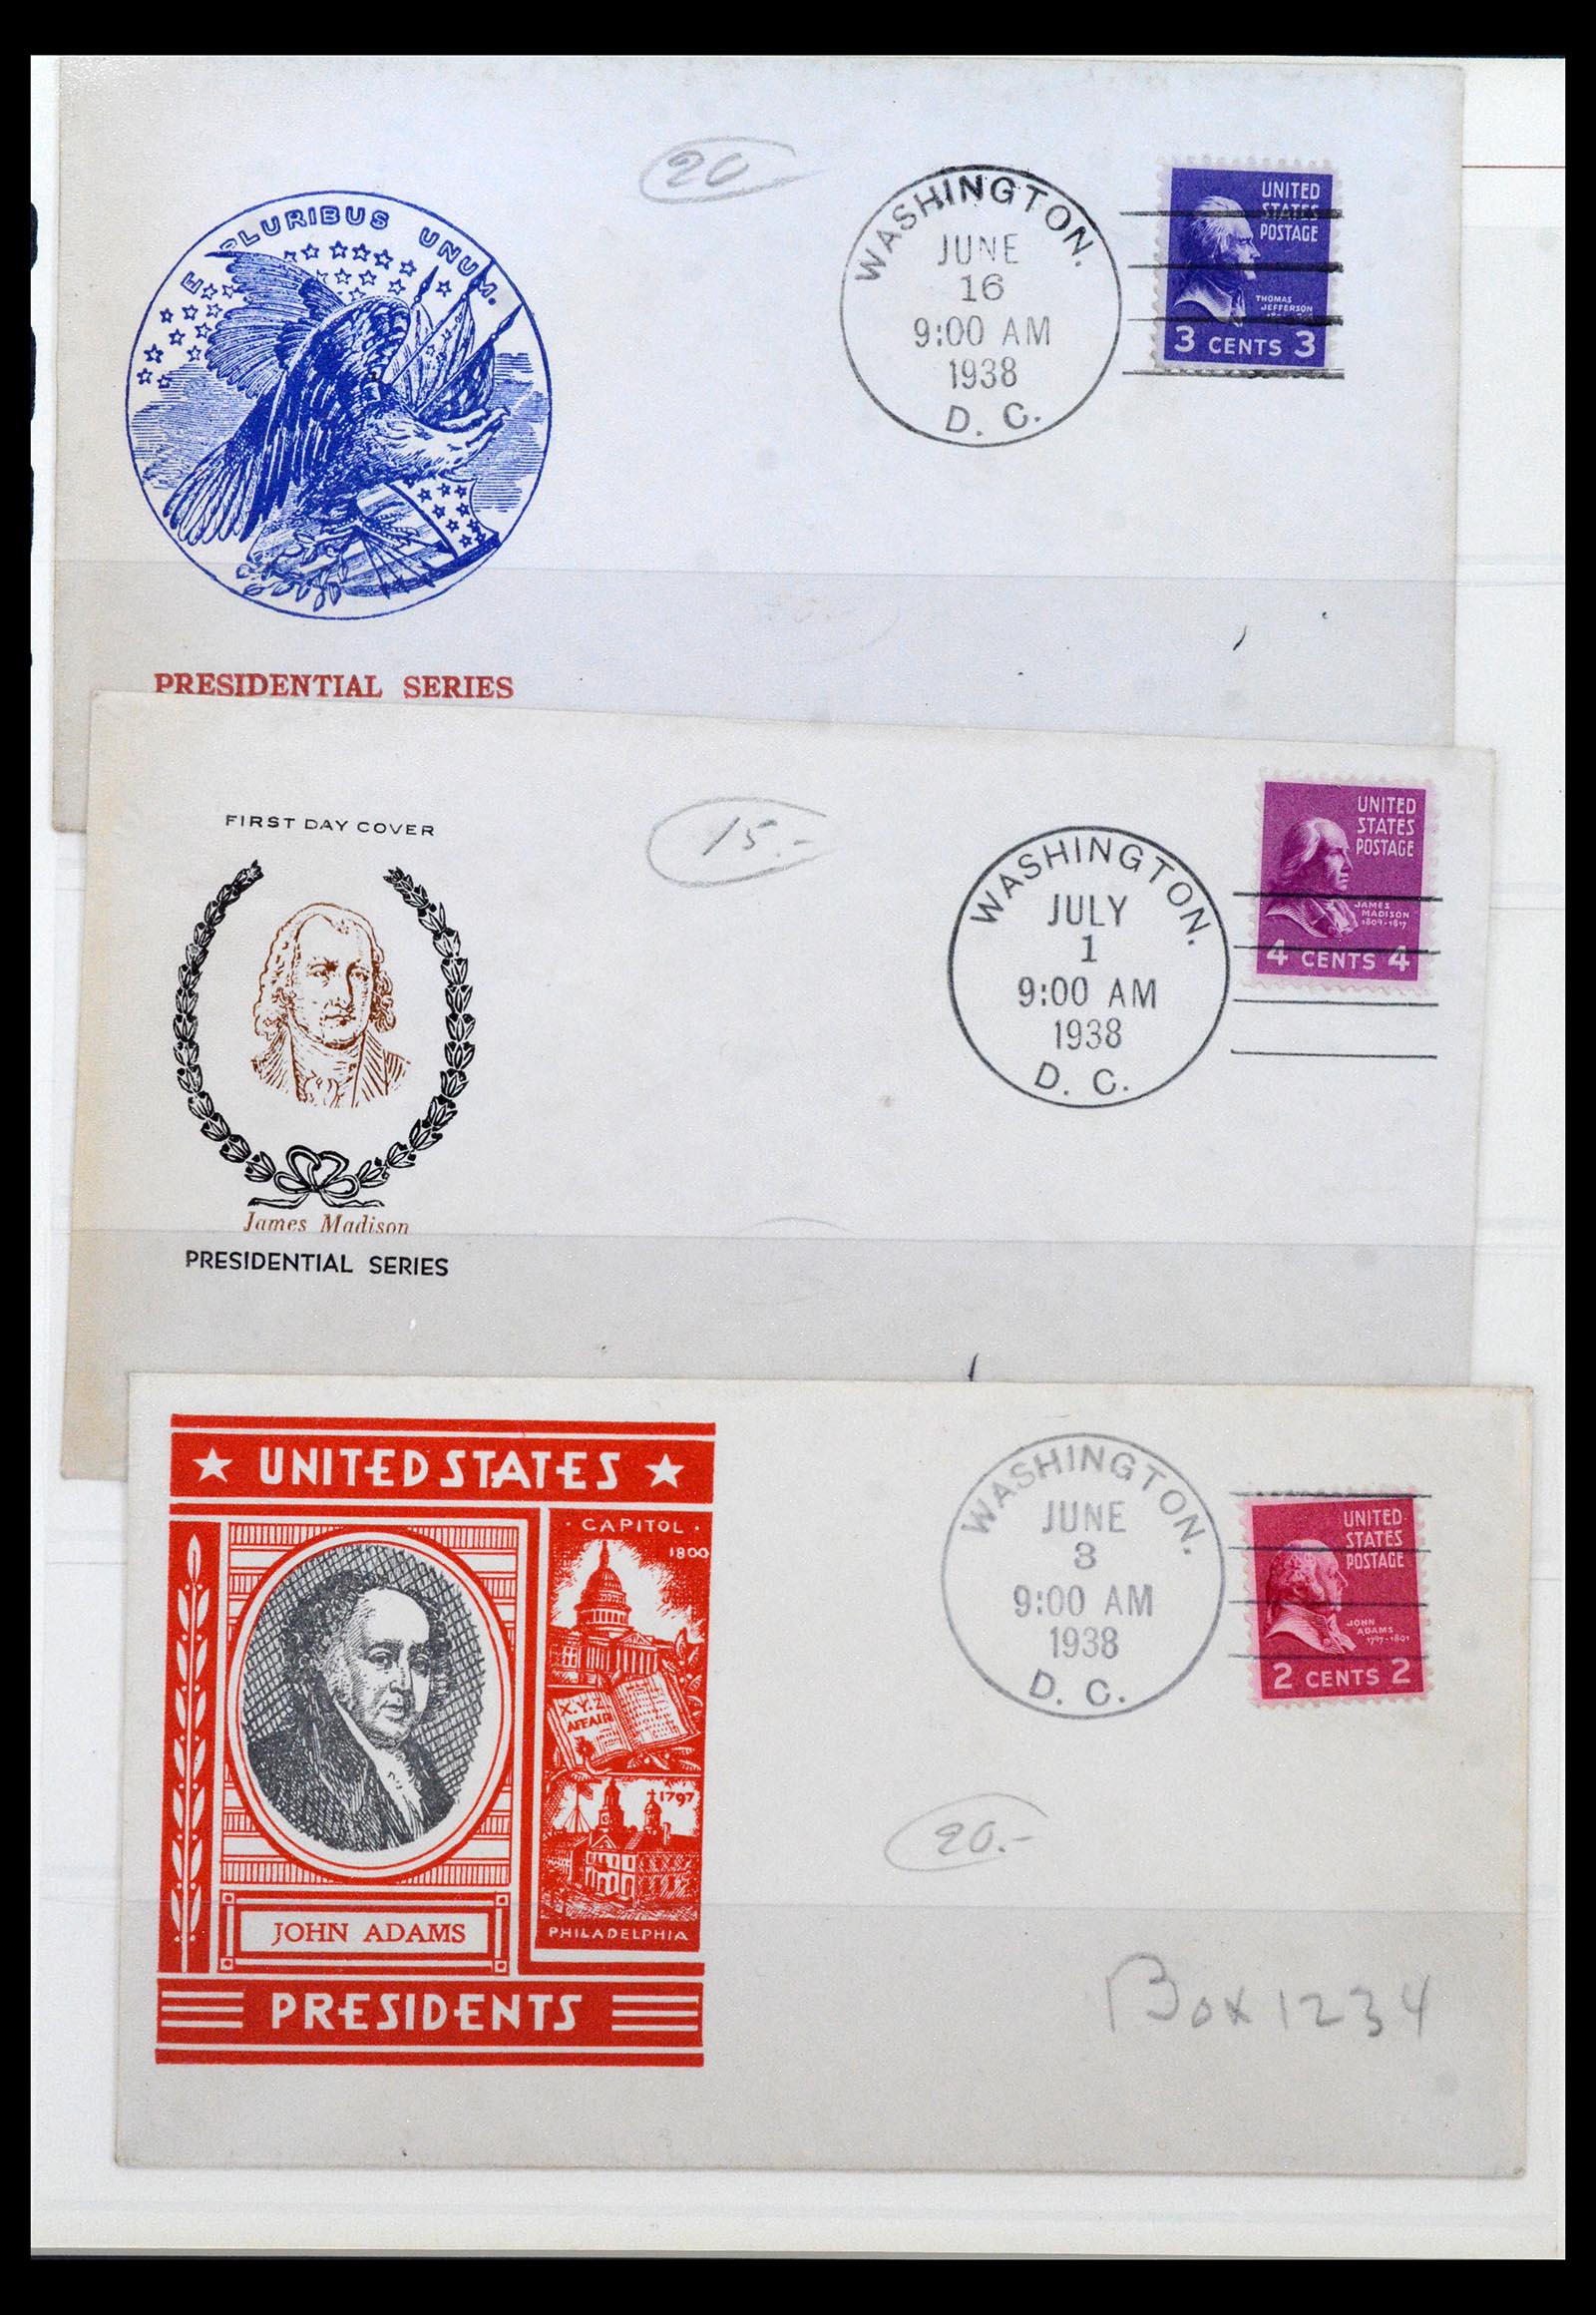 E PLURIBUS UNUM.
PRESIDENTIAL SERIES
20
WASHINGTON.
JUNE
16
9:00 AM
1938
D. C.
UNITED
STATES
POSTAGE
THOMAS
JEFFERSON
3 CENTS 3
FIRST DAY COVER
James Madison
PRESIDENTIAL SERIES
15.-
WASHINGTON.
JULY
1
9:00 AM
1938
D. C.
UNITED
STATES
POSTAGE
JAMES
MADISON
1809-1817
4 CENTS 4
UNITED STATES
· CAPITOL ·
1800
X.Y.Z.
AFFAIR
1797
PHILADELPHIA
JOHN ADAMS
PRESIDENTS
WASHINGTON.
JUNE
3
9:00 AM
1938
D. C.
UNITED
STATES
POSTAGE
JOHN
ADAMS
1797-1801
2 CENTS 2
20.-
Box 1234